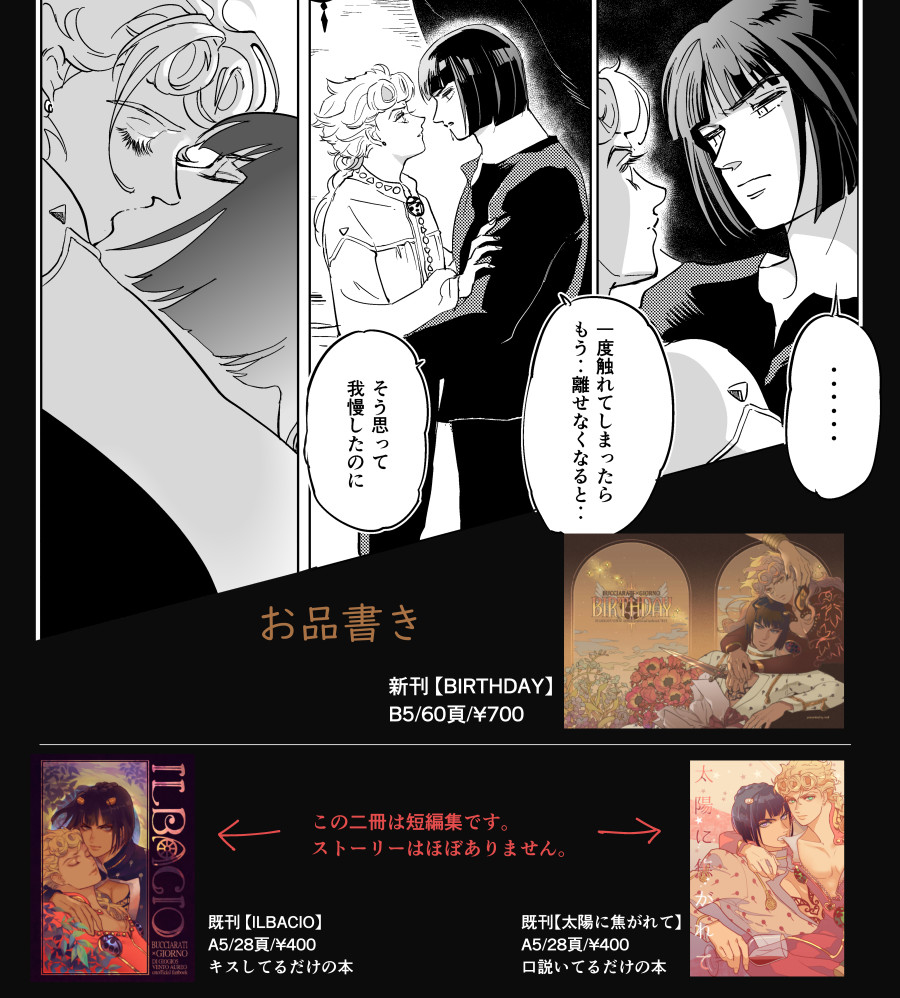 ‥‥‥
一度触れてしまったら
もう‥離せなくなると‥
そう思って
我慢したのに
お品書き
BUCCIARATI × GIORNO
BIRTHDAY
新刊【BIRTHDAY】
B5/60頁/¥700
この二冊は短編集です。
ストーリーはほぼありません。
ILBACIO
BUCCIARATI
×GIORNO
VENTO AUREO
既刊【ILBACIO】
A5/28頁/¥400
キスしてるだけの本
太陽に焦がれて
既刊【太陽に焦がれて】
A5/28頁/¥400
口説いてるだけの本